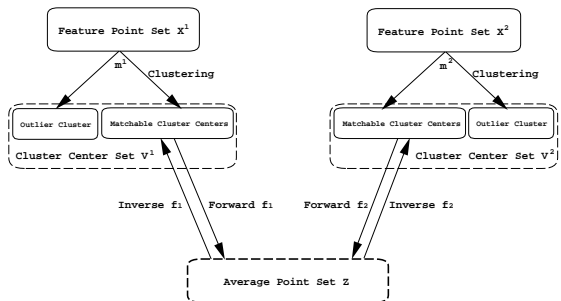 Feature Point Set X¹
Feature Point Set X²
m¹
Clustering
m²
Clustering
Outlier Cluster
Matchable Cluster Centers
Cluster Center Set V¹
Matchable Cluster Centers
Outlier Cluster
Cluster Center Set V²
Inverse f₁
Forward f₁
Forward f₂
Inverse f₂
Average Point Set Z